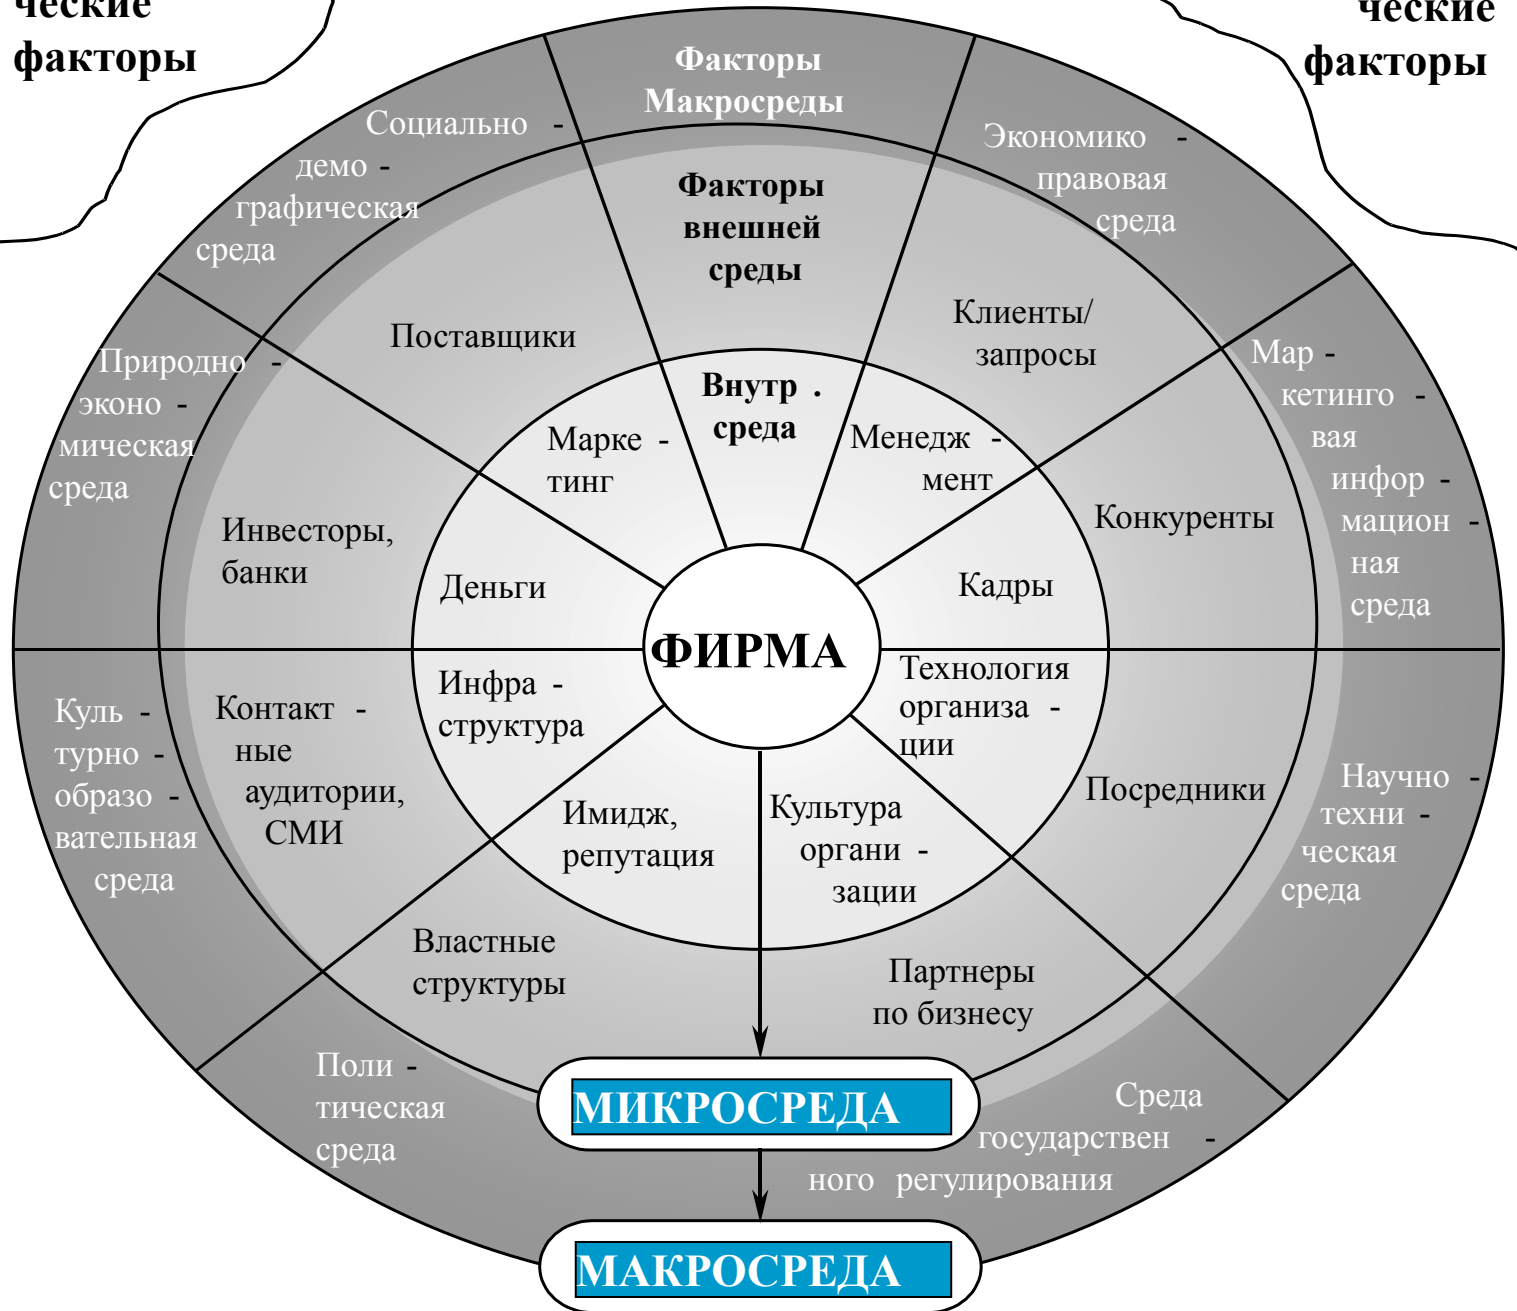 ческие
факторы
ческие
факторы
Факторы
Макросреды
Социально -
демо -
графическая
среда
Экономико -
правовая
среда
Факторы
внешней
среды
Поставщики
Клиенты/
запросы
Природно -
эконо -
мическая
среда
Мар -
кетинго -
вая
инфор -
мацион -
ная
среда
Внутр .
среда
Марке -
тинг
Менедж -
мент
Инвесторы,
банки
Конкуренты
Деньги
Кадры
ФИРМА
Инфра -
структура
Технология
организа -
ции
Контакт -
ные
аудитории,
СМИ
Куль -
турно -
образо -
вательная
среда
Посредники
Научно -
техни -
ческая
среда
Имидж,
репутация
Культура
органи -
зации
Властные
структуры
Партнеры
по бизнесу
Поли -
тическая
среда
Среда
государствен -
ного регулирования
МИКРОСРЕДА
МАКРОСРЕДА